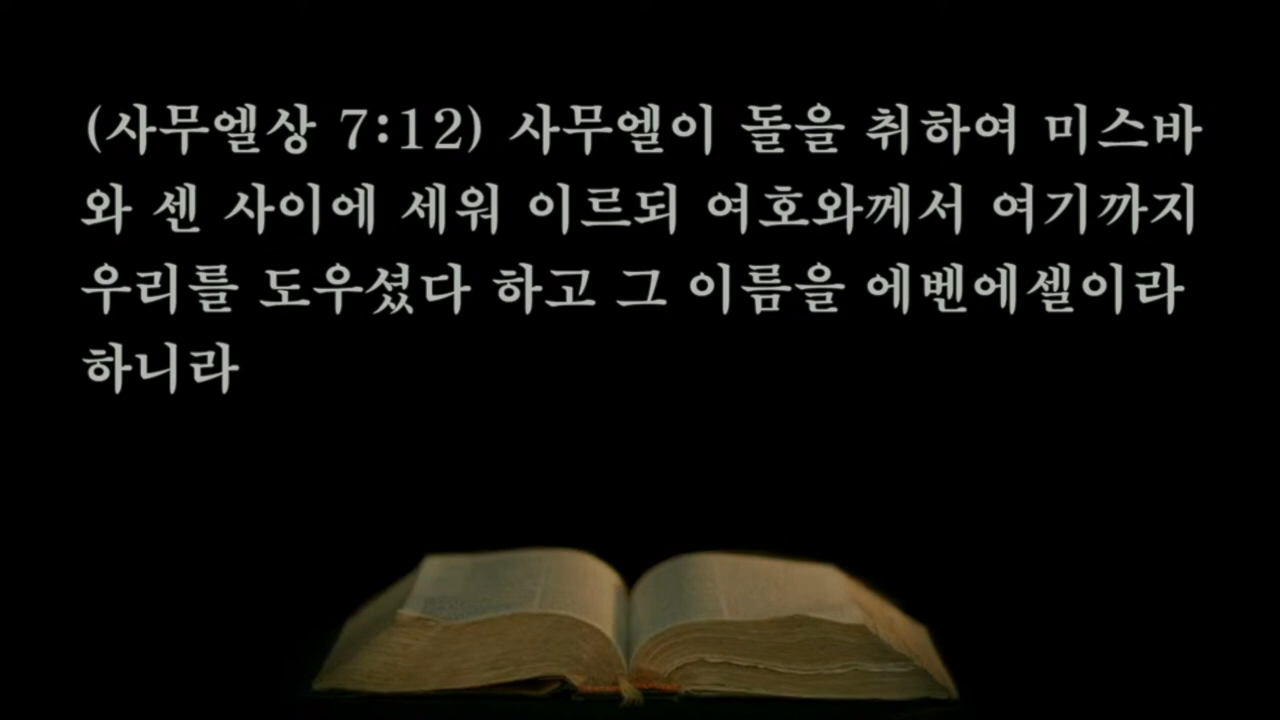 (사무엘상 7:12) 사무엘이 돌을 취하여 미스바
와 센 사이에 세워 이르되 여호와께서 여기까지
우리를 도우셨다 하고 그 이름을 에벤에셀이라
하니라